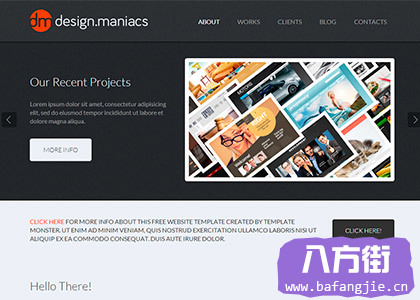 dm design.maniacs
ABOUT WORKS CLIENTS BLOG CONTACTS
Our Recent Projects
Lorem ipsum dolor sit amet, consectetur adipisicing
elit, sed do eiusmod tempor incididunt ut labore et
dolore magna aliqua.
MORE INFO
CLICK HERE FOR MORE INFO ABOUT THIS FREE WEBSITE TEMPLATE CREATED BY TEMPLATE
MONSTER. UT ENIM AD MINIM VENIAM, QUIS NOSTRUD EXERCITATION ULLAMCO LABORIS NISI UT
ALIQUIP EX EA COMMODO CONSEQUAT. DUIS AUTE IRURE DOLOR.
CLICK HERE!
八方街
www.bafangjie.cn
Hello There!